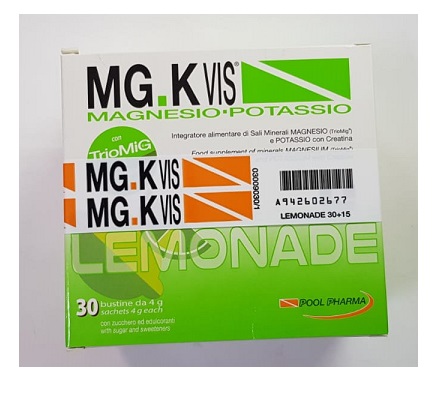 MG.K VIS®
MAGNESIO·POTASSIO
con
TrioMiG
Integratore alimentare di Sali Minerali MAGNESIO (TrioMig®)
e POTASSIO con Creatina
Food supplement of minerals MAGNESIUM
MG.K VIS
MG.K VIS
03009030/1
A942602677
LEMONADE 30+15
LEMONADE
30 bustine da 4 g
sachets 4 g each
con zucchero ed edulcoranti
with sugar and sweeteners
POOL PHARMA